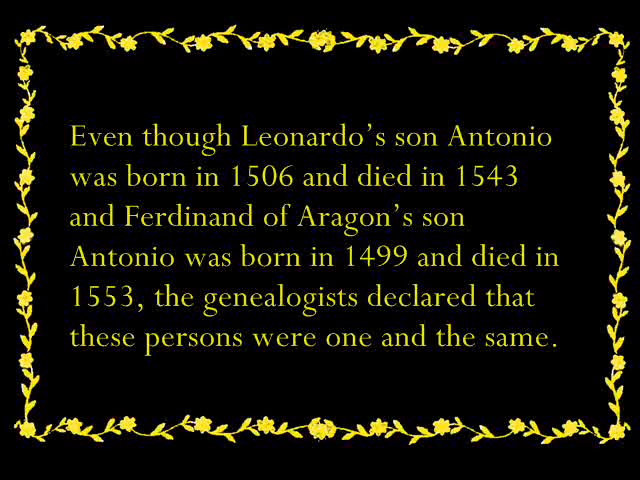 Even though Leonardo’s son Antonio
was born in 1506 and died in 1543
and Ferdinand of Aragon’s son
Antonio was born in 1499 and died in
1553, the genealogists declared that
these persons were one and the same.